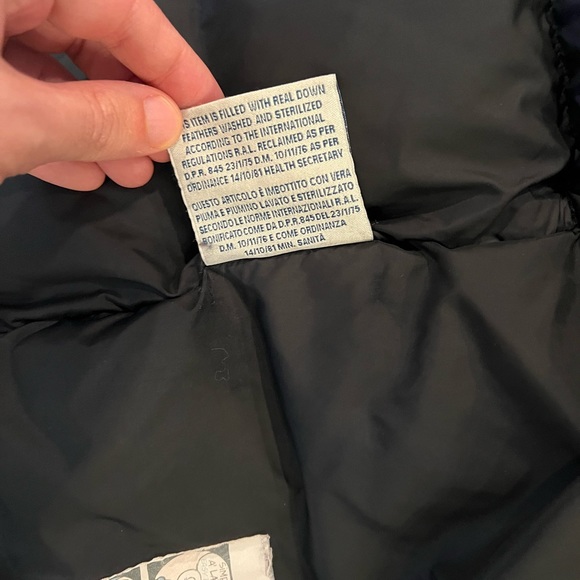 S ITEM IS FILLED WITH REAL DOWN
FEATHERS WASHED AND STERILIZED
ACCORDING TO THE INTERNATIONAL
REGULATIONS R.A.L. RECLAIMED AS PER
D.P.R. 845 23/1/75 D.M. 10/11/76 AS PER
ORDINANCE 14/10/81 HEALTH SECRETARY
QUESTO ARTICOLO È IMBOTTITO CON VERA
PIUMA E PIUMINO LAVATO E STERILIZZATO
SECONDO LE NORME INTERNAZIONALI R.A.L.
BONIFICATO COME DA D.P.R. 845 DEL 23/1/75
D.M. 10/11/76 E COME ORDINANZA
14/10/81 MIN. SANITÀ